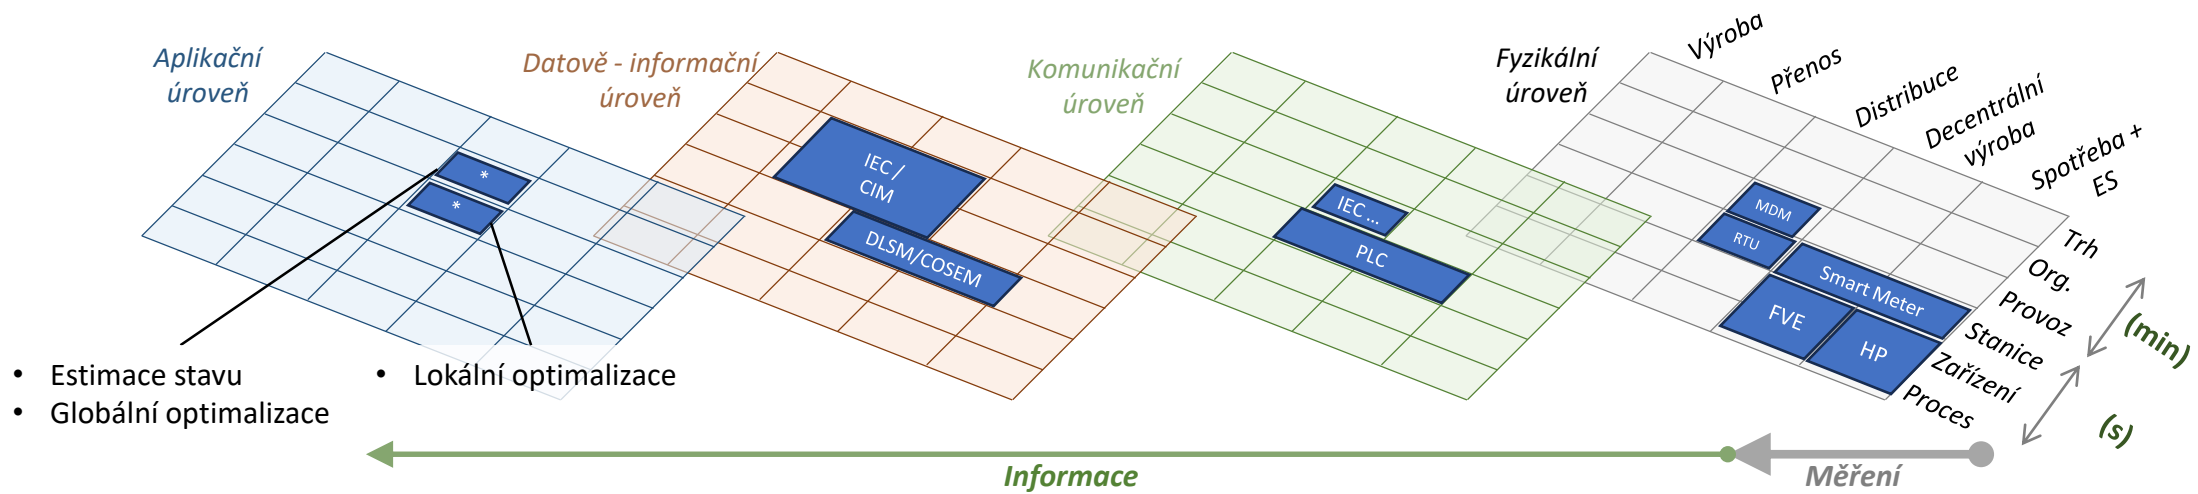 Aplikační
úroveň
Datově - informační
úroveň
Komunikační
úroveň
Fyzikální
úroveň
Výroba
Přenos
Distribuce
Decentrální
výroba
Spotřeba +
ES
Trh
Org.
Provoz
Stanice
Zařízení
Proces
(min)
(s)
*
*
IEC /
CIM
DLSM/COSEM
IEC ...
PLC
MDM
RTU
Smart Meter
FVE
HP
• Estimace stavu
• Globální optimalizace
• Lokální optimalizace
Informace
Měření